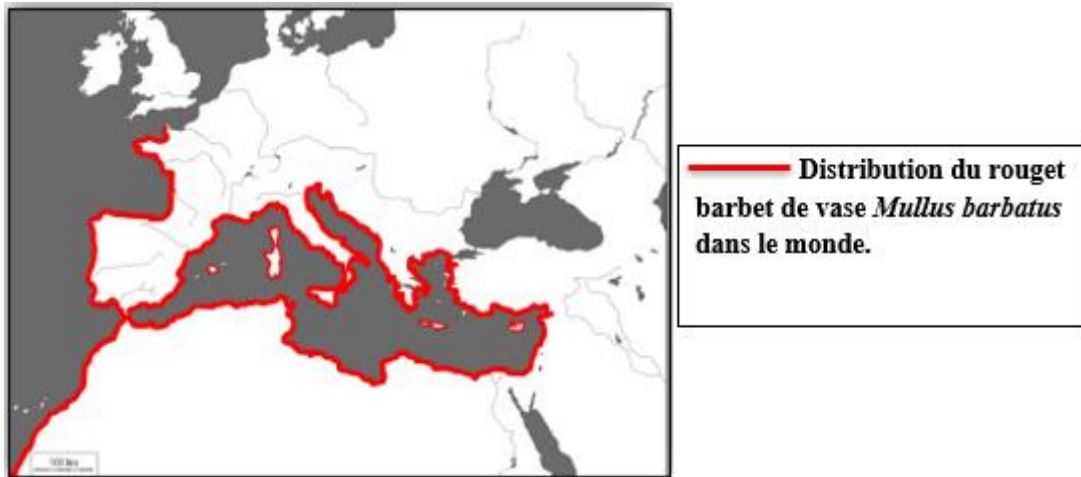 Distribution du rouget
barbet de vase Mullus barbatus
dans le monde.